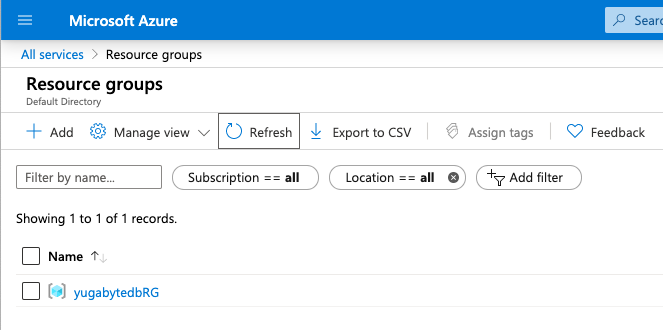 Microsoft Azure
Sear
All services > Resource groups
Resource groups
Default Directory
Add Manage view Refresh Export to CSV Assign tags Feedback
Filter by name... Subscription == all Location == all Add filter
Showing 1 to 1 of 1 records.
Name ↑↓
yugabytedbRG